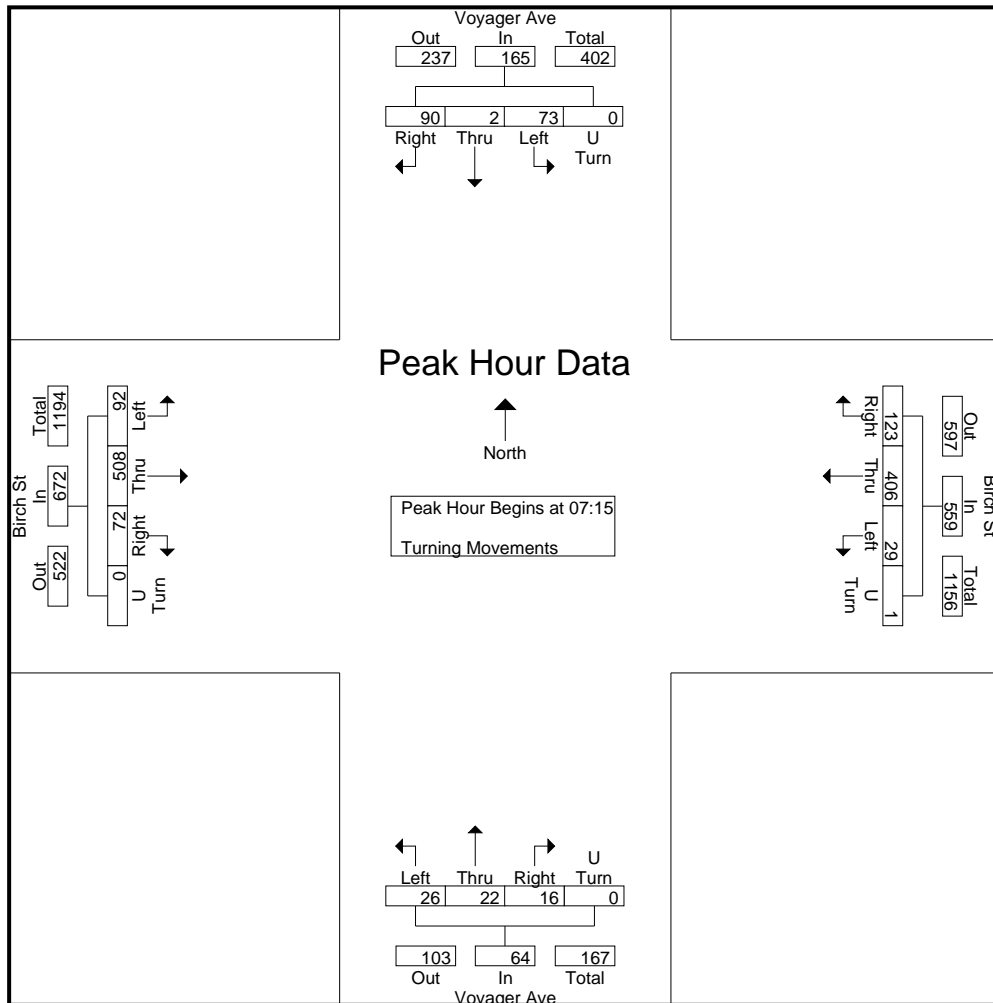 Voyager Ave
Out In Total
237 165 402
90 2 73 0
Right Thru Left U Turn
Peak Hour Data
North
Peak Hour Begins at 07:15
Turning Movements
Birch St
Total In Out
1194 672 522
92 508 72 0
Left Thru Right U Turn
Right Thru Left U Turn
123 406 29 1
Out In Total
597 559 1156
Birch St
Left Thru Right U Turn
26 22 16 0
103 64 167
Out In Total
Voyager Ave